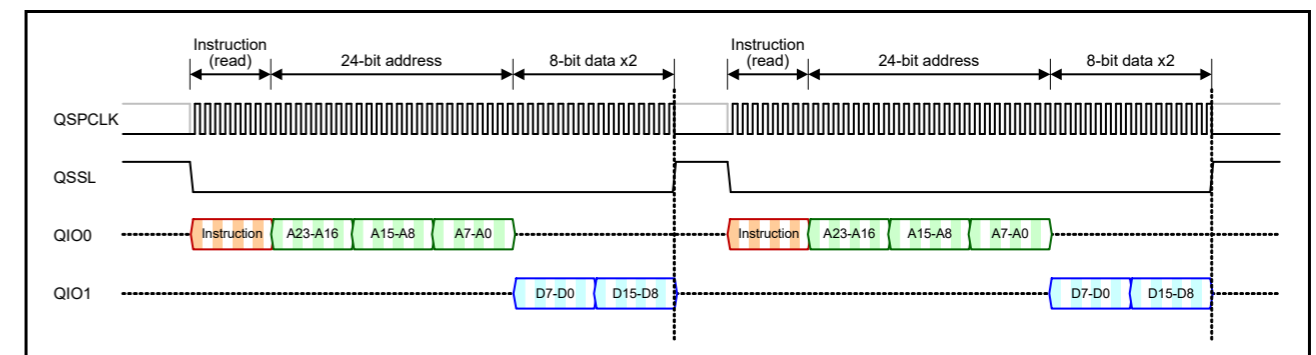 Instruction
(read)
24-bit address
8-bit data x2
Instruction
(read)
24-bit address
8-bit data x2
QSPCLK
QSSL
QIO0
Instruction
A23-A16
A15-A8
A7-A0
Instruction
A23-A16
A15-A8
A7-A0
QIO1
D7-D0
D15-D8
D7-D0
D15-D8